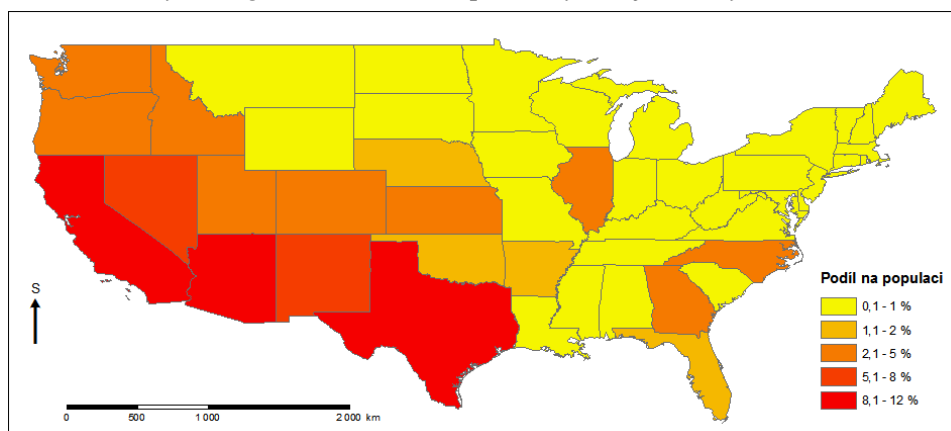 S
Podíl na populaci
0,1 - 1 %
1,1 - 2 %
2,1 - 5 %
5,1 - 8 %
8,1 - 12 %
0 500 1 000 2 000 km